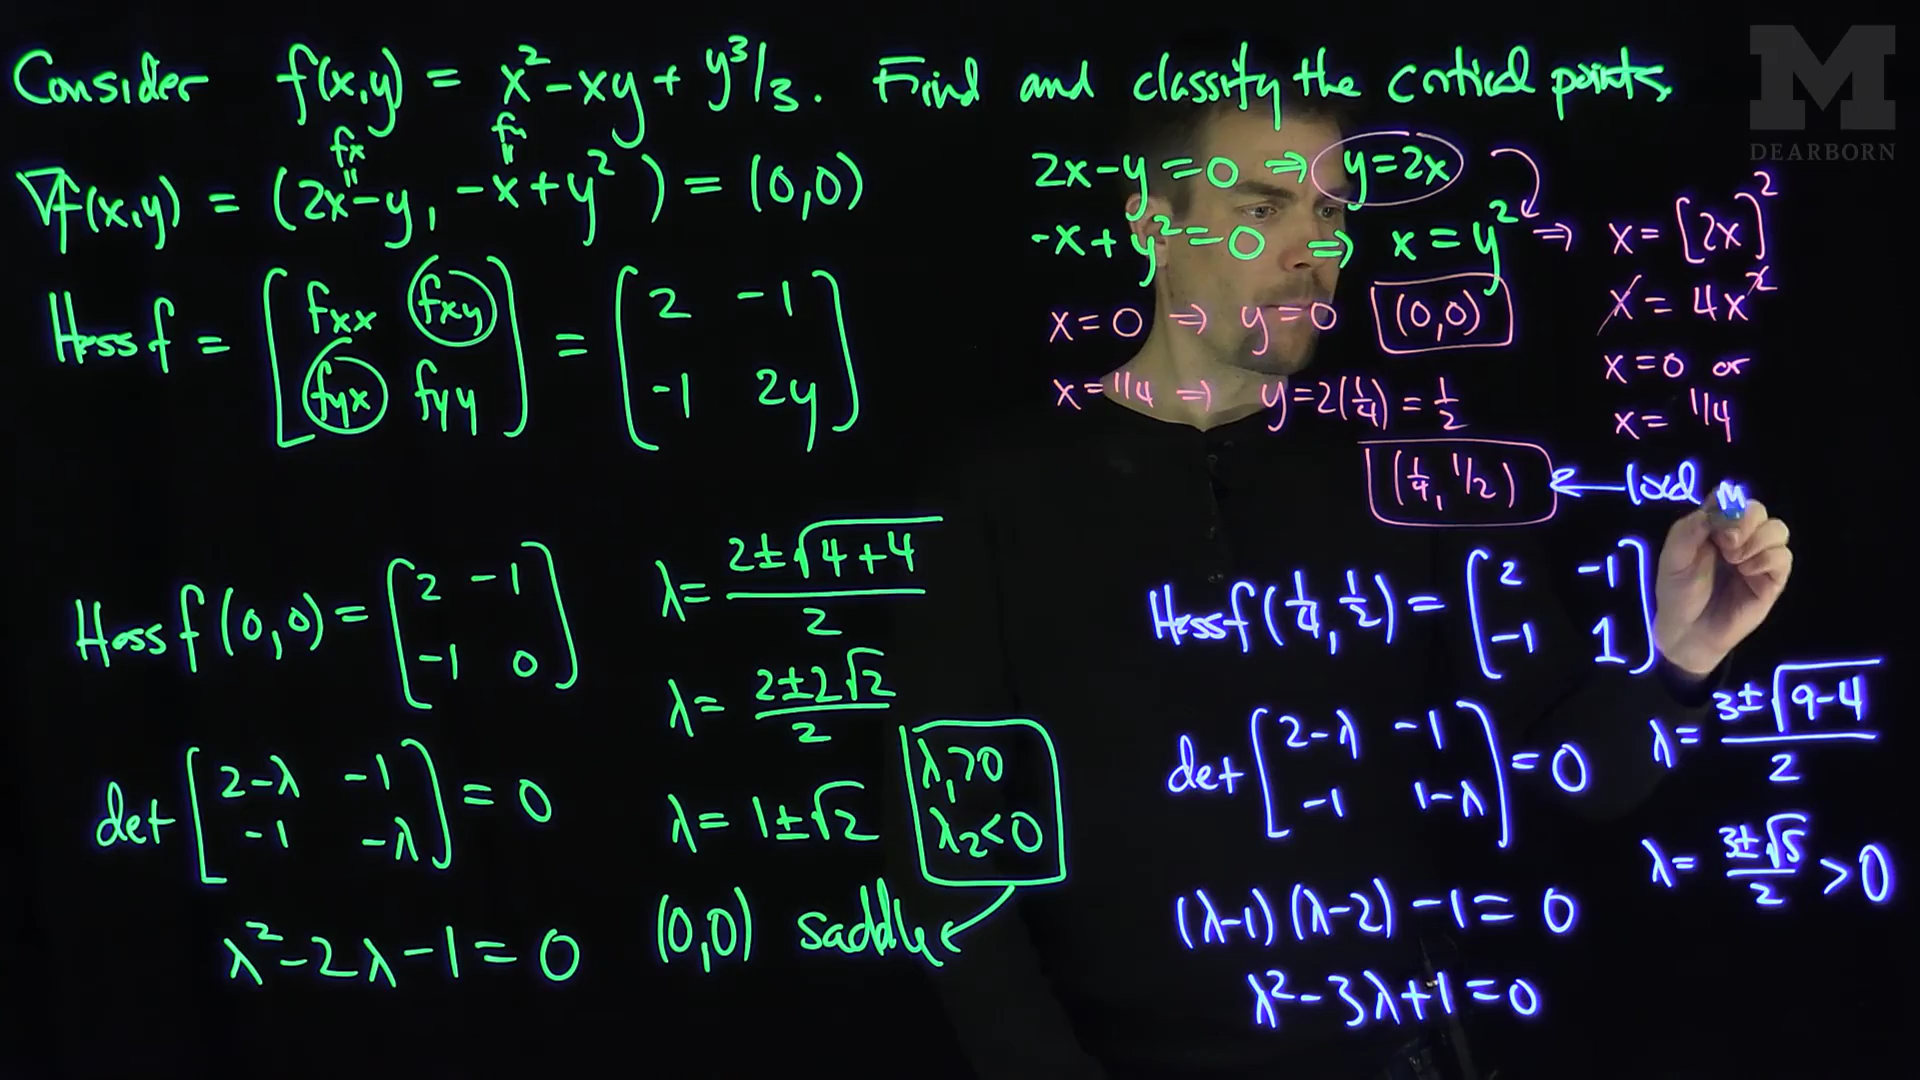 Consider f(x,y) = x² - xy + y³/3. Find and classify the critical points.
fx fy
∇f(x,y) = (2x - y, -x + y²) = (0,0)
Hess f = [fxx fxy; fyx fyy] = [2 -1; -1 2y]
2x - y = 0 ⇒ y = 2x
-x + y² = 0 ⇒ x = y² ⇒ x = [2x]²
x = 4x²
x = 0 or
x = 1/4
x = 0 ⇒ y = 0 (0,0)
x = 1/4 ⇒ y = 2(1/4) = 1/2
(1/4, 1/2) ← local m
Hess f(0,0) = [2 -1; -1 0]
det [2-λ -1; -1 -λ] = 0
λ² - 2λ - 1 = 0
λ = (2 ± √(4+4))/2
λ = (2 ± 2√2)/2
λ = 1 ± √2
λ₁>0
λ₂<0
(0,0) saddle ←
Hess f(1/4, 1/2) = [2 -1; -1 1]
det [2-λ -1; -1 1-λ] = 0
(λ-1)(λ-2) - 1 = 0
λ² - 3λ + 1 = 0
λ = (3 ± √(9-4))/2
λ = (3 ± √5)/2 > 0
M
DEARBORN